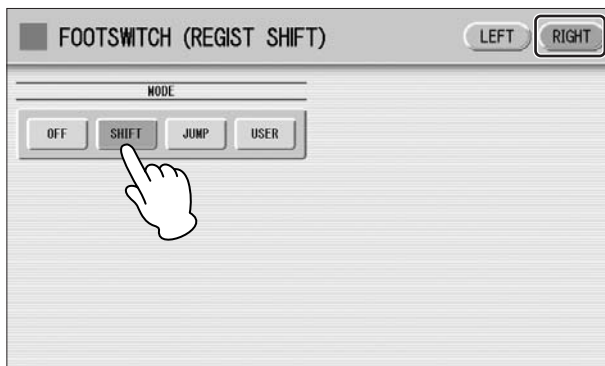 FOOTSWITCH (REGIST SHIFT) LEFT RIGHT
MODE
OFF SHIFT JUMP USER